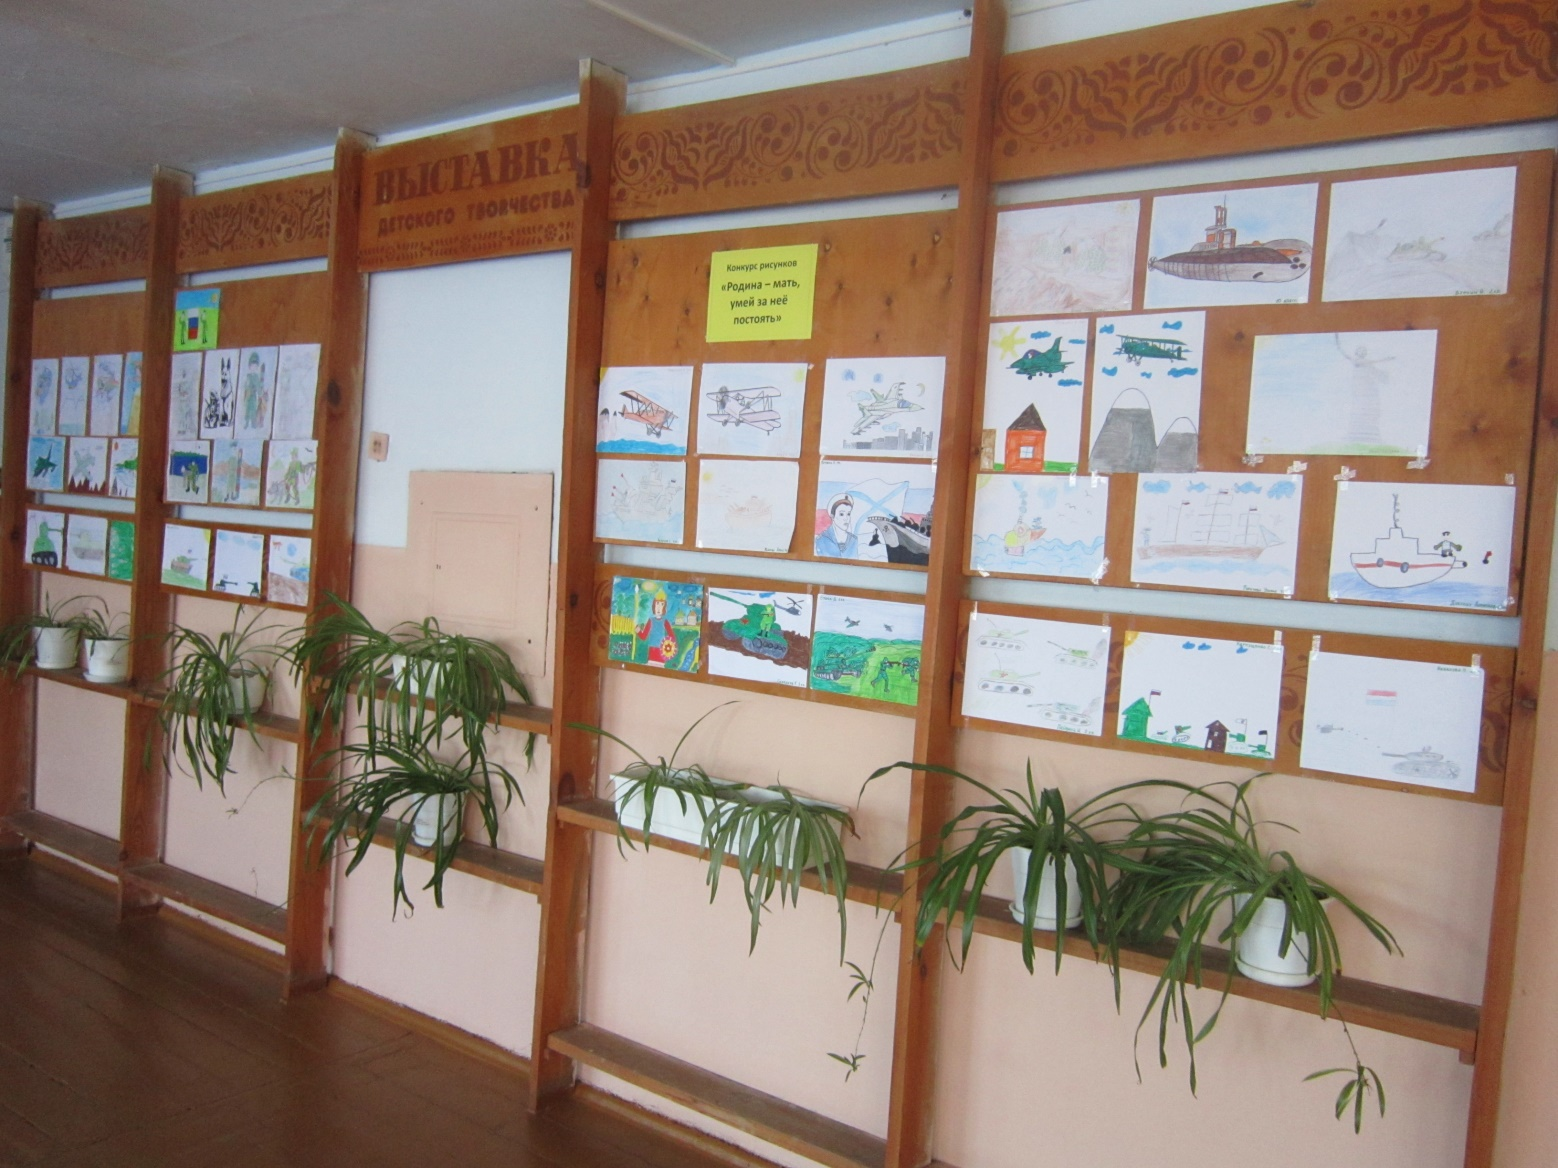 ВЫСТАВКА
ДЕТСКОГО ТВОРЧЕСТВА
Конкурс рисунков
«Родина – мать,
умей за неё
постоять»